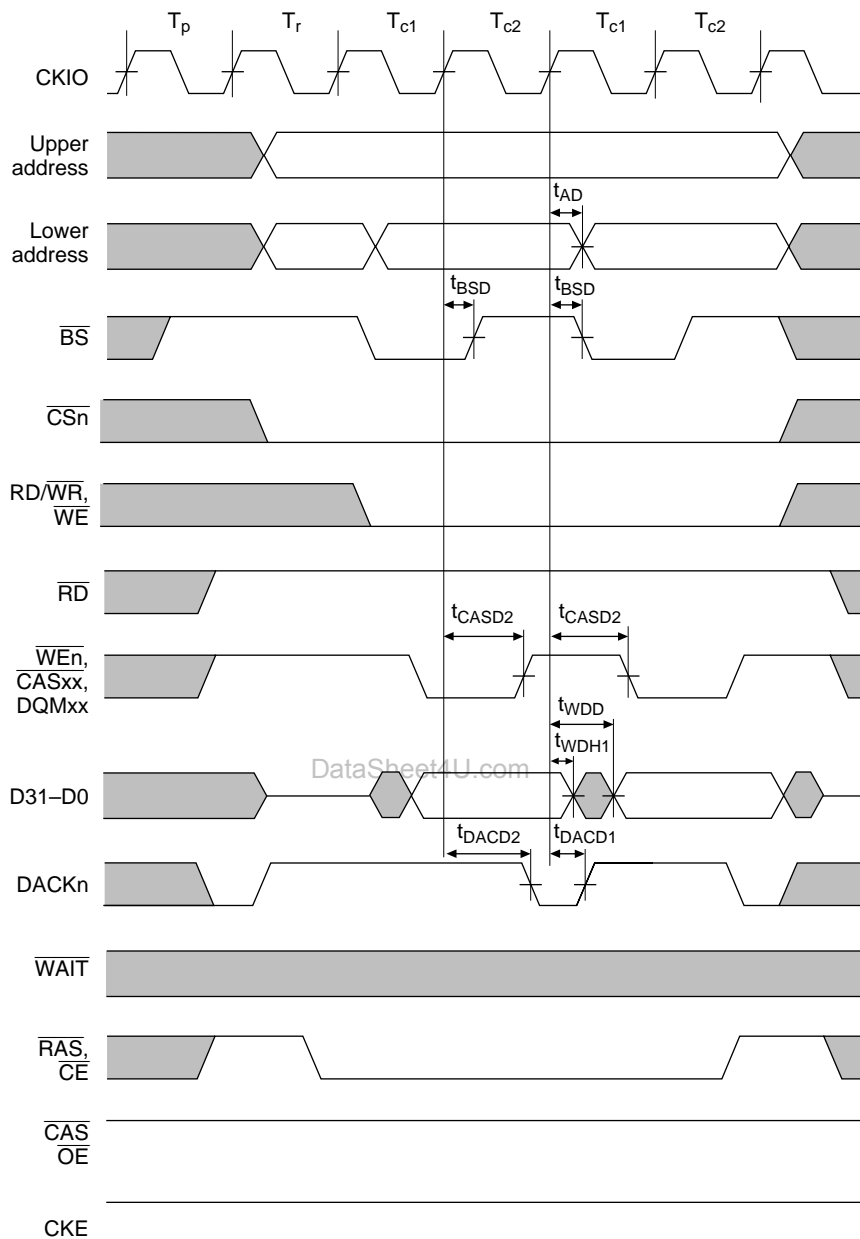 Tp Tr Tc1 Tc2 Tc1 Tc2
CKIO
Upper
address
tAD
Lower
address
tBSD tBSD
BS
CSn
RD/WR,
WE
RD
tCASD2 tCASD2
WEn,
CASxx,
DQMxx
tWDD
tWDH1
DataSheet4U.com
D31–D0
tDACD2 tDACD1
DACKn
WAIT
RAS,
CE
CAS
OE
CKE